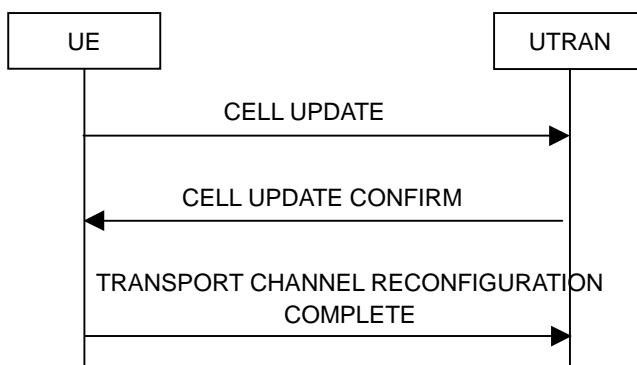 UE
UTRAN
CELL UPDATE
CELL UPDATE CONFIRM
TRANSPORT CHANNEL RECONFIGURATION
COMPLETE